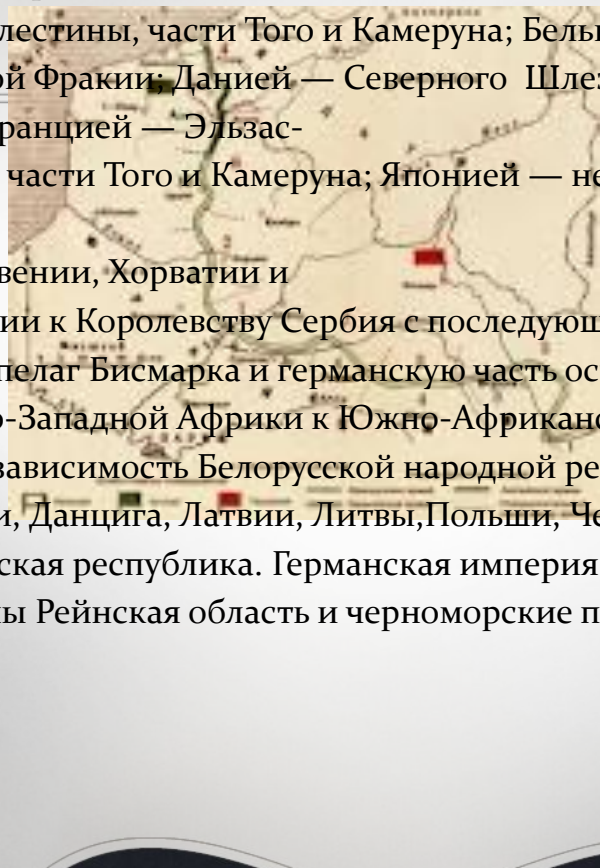 лестины, части Того и Камеруна; Бель
ой Фракии; Данией — Северного Шле
ранцией — Эльзас-
части Того и Камеруна; Японией — не
вении, Хорватии и
ии к Королевству Сербия с последующ
пелаг Бисмарка и германскую часть ос
о-Западной Африки к Южно-Африканс
зависимость Белорусской народной ре
и, Данцига, Латвии, Литвы,Польши, Че
ская республика. Германская империя
ы Рейнская область и черноморские п